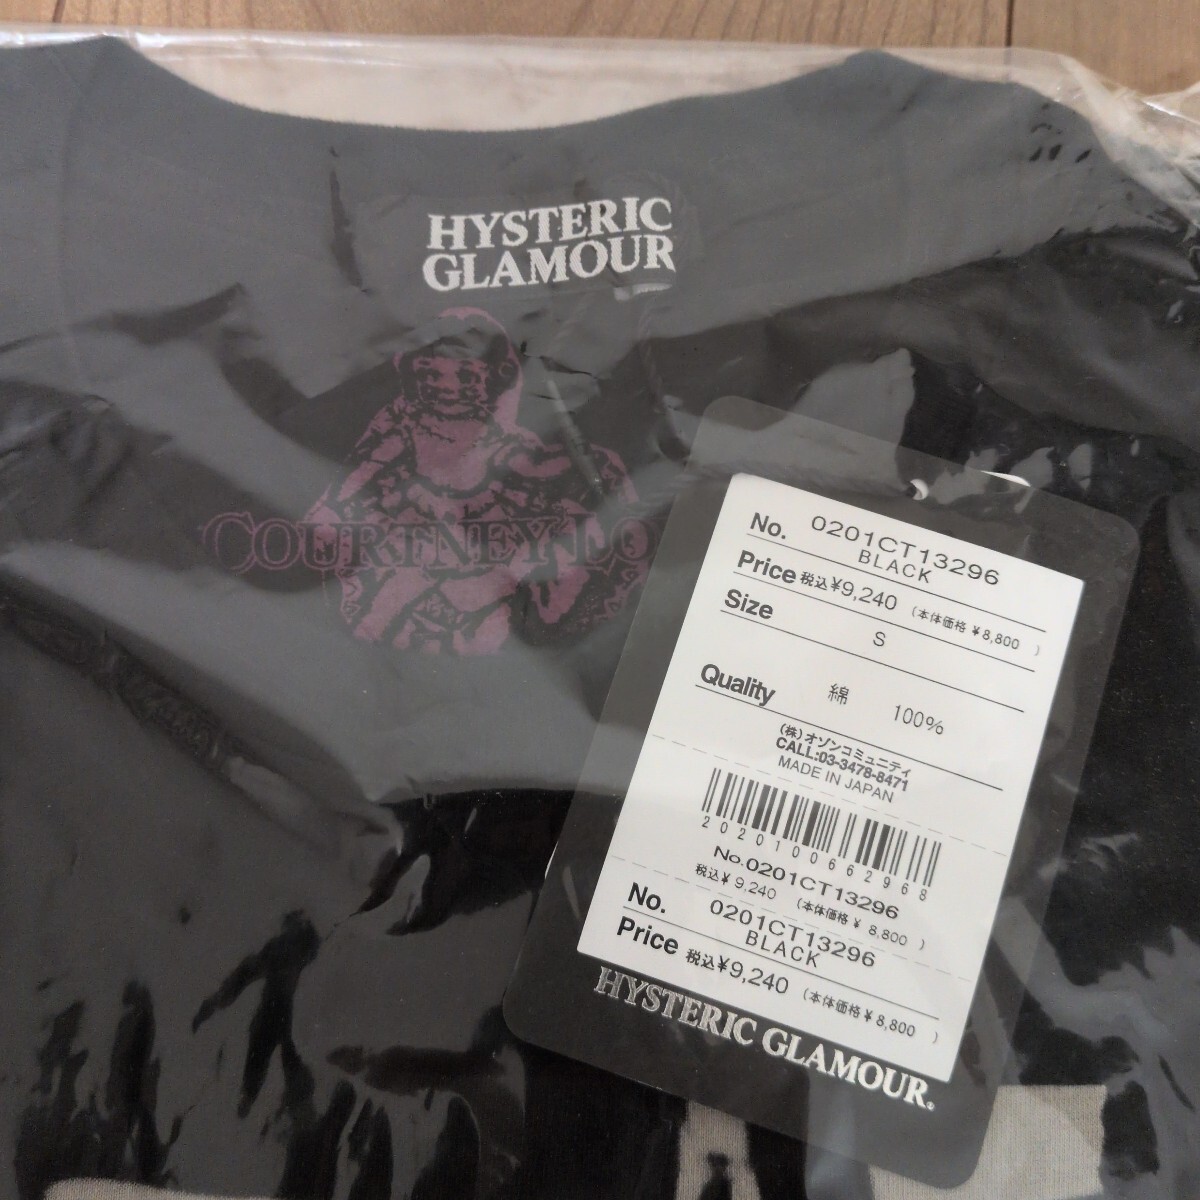 HYSTERIC
GLAMOUR
COURTNEY LO
No. 0201CT13296
BLACK
Price 税込¥9,240 (本体価格 ¥8,800 )
Size S
Quality 綿 100%
(株)オゾンコミュニティ
CALL:03-3478-8471
MADE IN JAPAN
2020100662968
No.0201CT13296
税込¥ 9,240 (本体価格 ¥ 8,800 )
No. 0201CT13296
BLACK
Price 税込¥9,240 (本体価格 ¥8,800 )
HYSTERIC GLAMOUR.